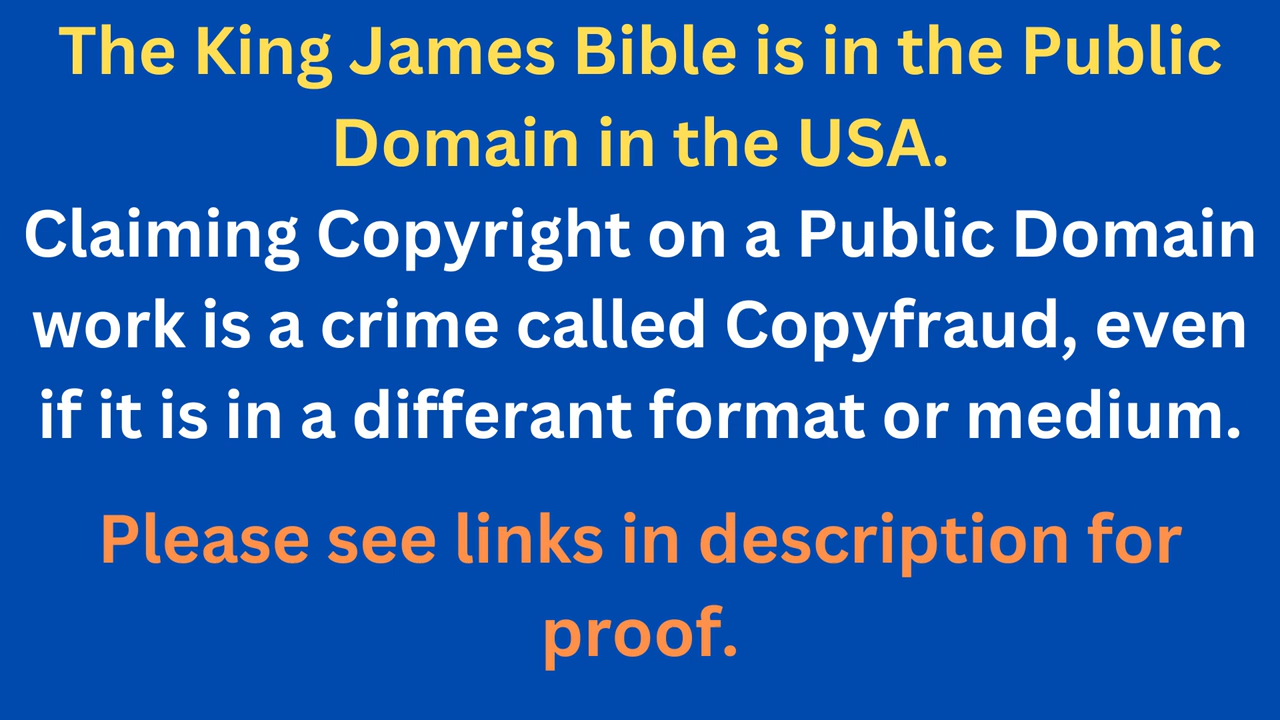 The King James Bible is in the Public
Domain in the USA.
Claiming Copyright on a Public Domain
work is a crime called Copyfraud, even
if it is in a differant format or medium.
Please see links in description for
proof.